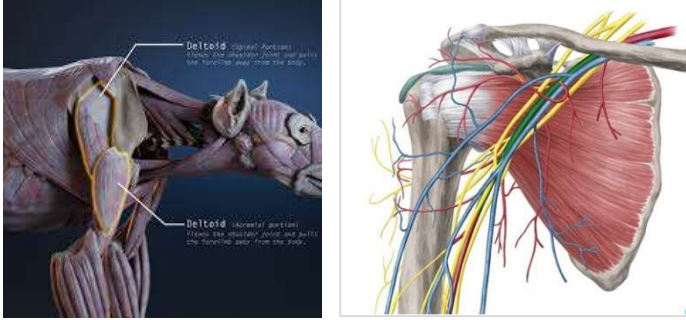 Deltoid (Spinal Portion)
flexes the shoulder joint and pulls
the forelimb away from the body.
Deltoid (Acromial portion)
flexes the shoulder joint and pulls
the forelimb away from the body.